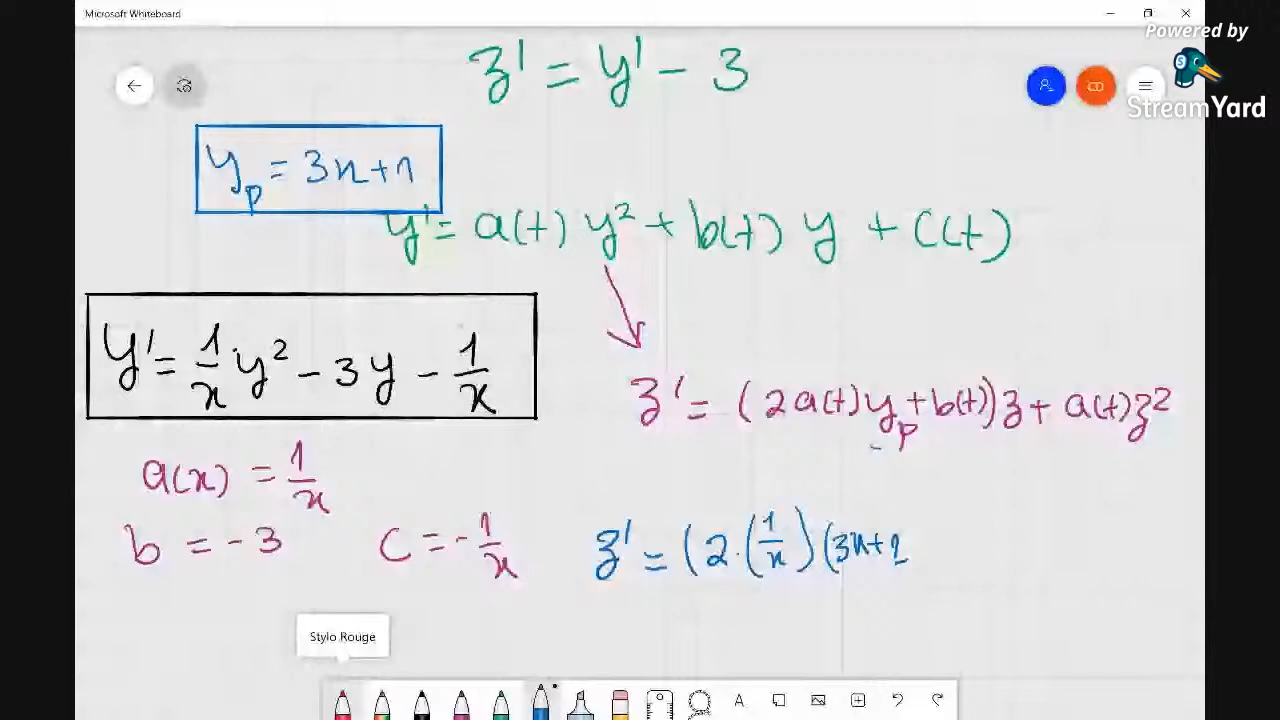 Microsoft Whiteboard
Powered by
StreamYard
z' = y' - 3
y_p = 3x+1
y' = a(t) y² + b(t) y + c(t)
y' = 1/x y² - 3y - 1/x
z' = (2a(t)y_p + b(t))z + a(t)z²
a(x) = 1/x
b = -3 c = -1/x
z' = (2·(1/x)(3x+1
Stylo Rouge
A